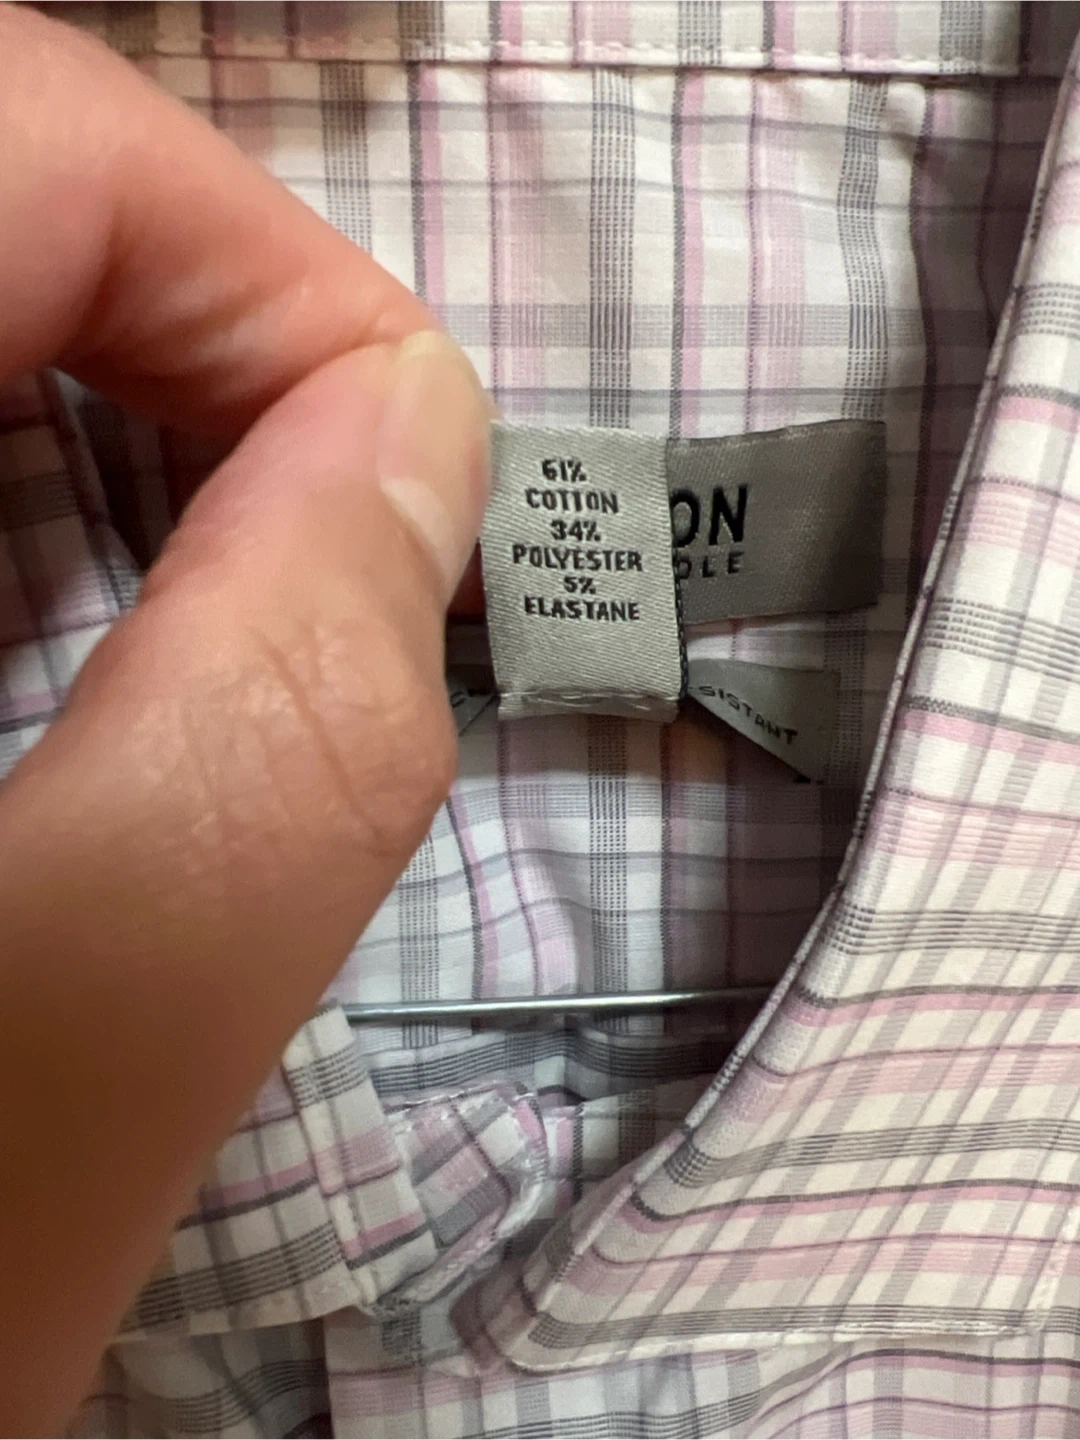 61%
COTTON
34%
POLYESTER
5%
ELASTANE
ON
OLE
SISTANT